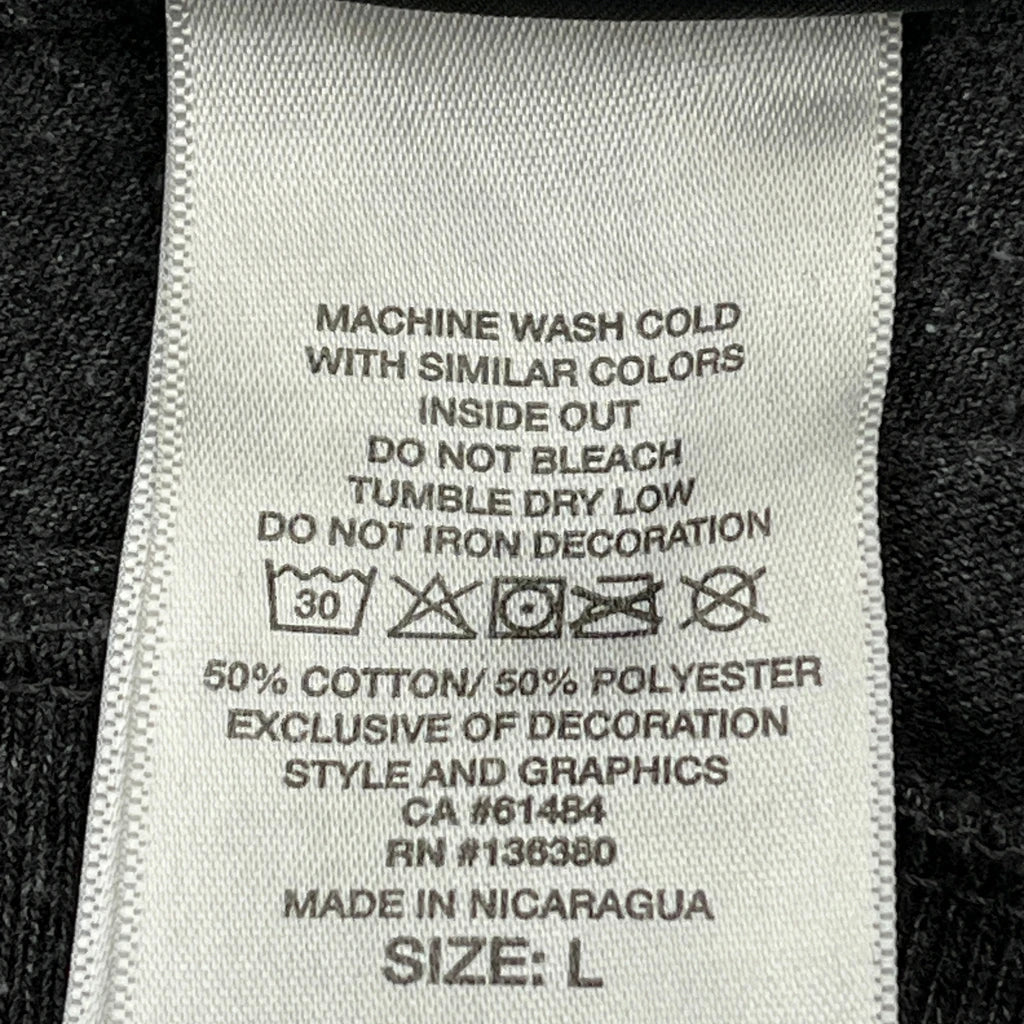 MACHINE WASH COLD
WITH SIMILAR COLORS
INSIDE OUT
DO NOT BLEACH
TUMBLE DRY LOW
DO NOT IRON DECORATION
30
50% COTTON/ 50% POLYESTER
EXCLUSIVE OF DECORATION
STYLE AND GRAPHICS
CA #61484
RN #136380
MADE IN NICARAGUA
SIZE: L